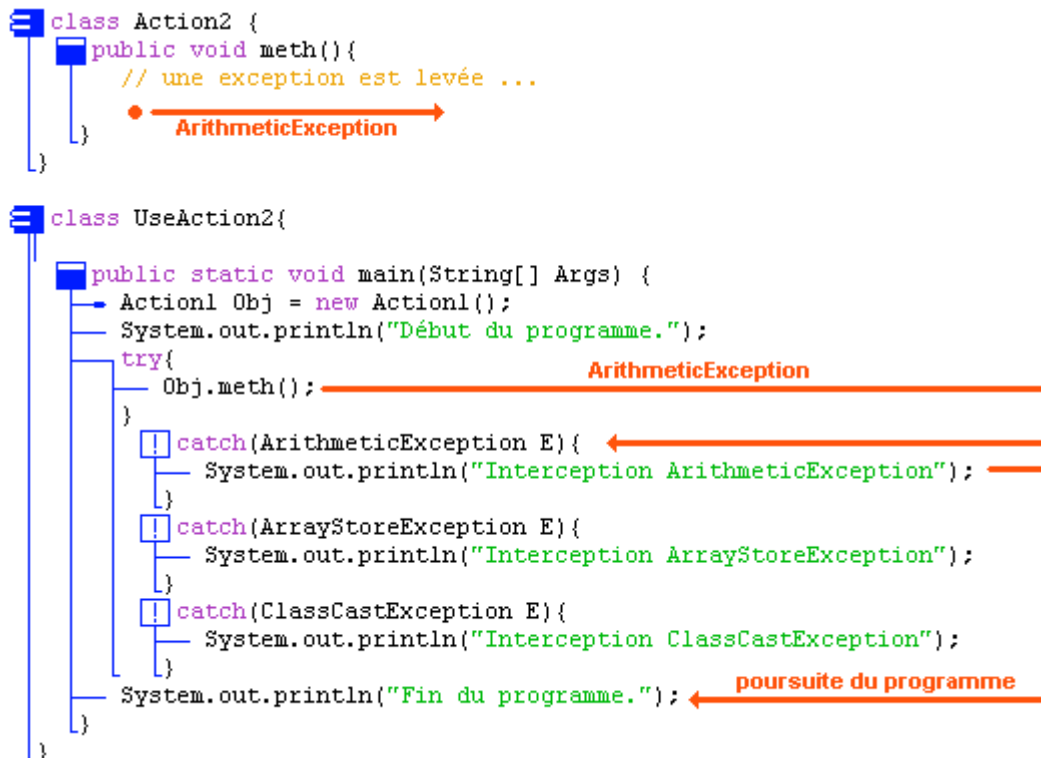 class Action2 {
public void meth(){
// une exception est levée ...
ArithmeticException
}
}
class UseAction2{
public static void main(String[] Args) {
Action1 Obj = new Action1();
System.out.println("Début du programme.");
try{
ArithmeticException
Obj.meth();
}
! catch(ArithmeticException E){
System.out.println("Interception ArithmeticException");
}
! catch(ArrayStoreException E){
System.out.println("Interception ArrayStoreException");
}
! catch(ClassCastException E){
System.out.println("Interception ClassCastException");
}
poursuite du programme
System.out.println("Fin du programme.");
}
}